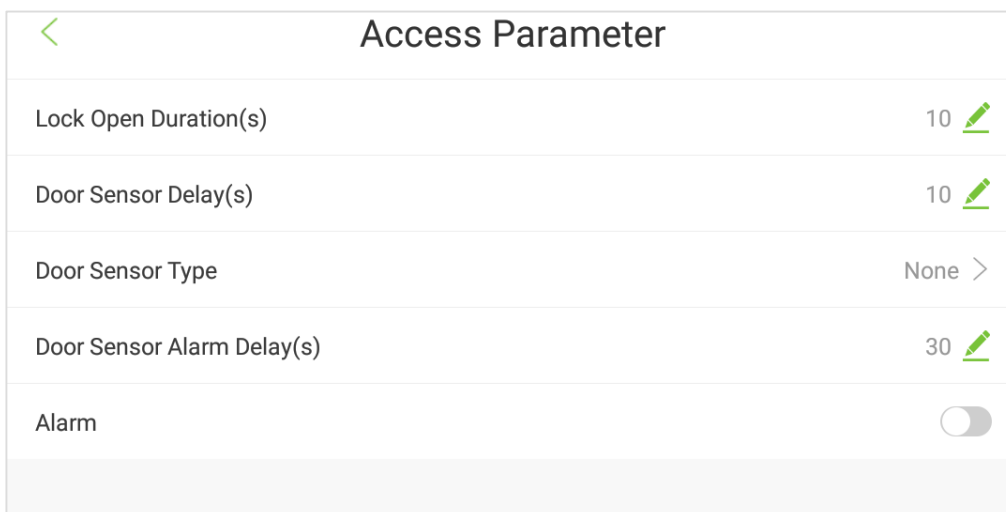 Access Parameter
Lock Open Duration(s) 10
Door Sensor Delay(s) 10
Door Sensor Type None
Door Sensor Alarm Delay(s) 30
Alarm